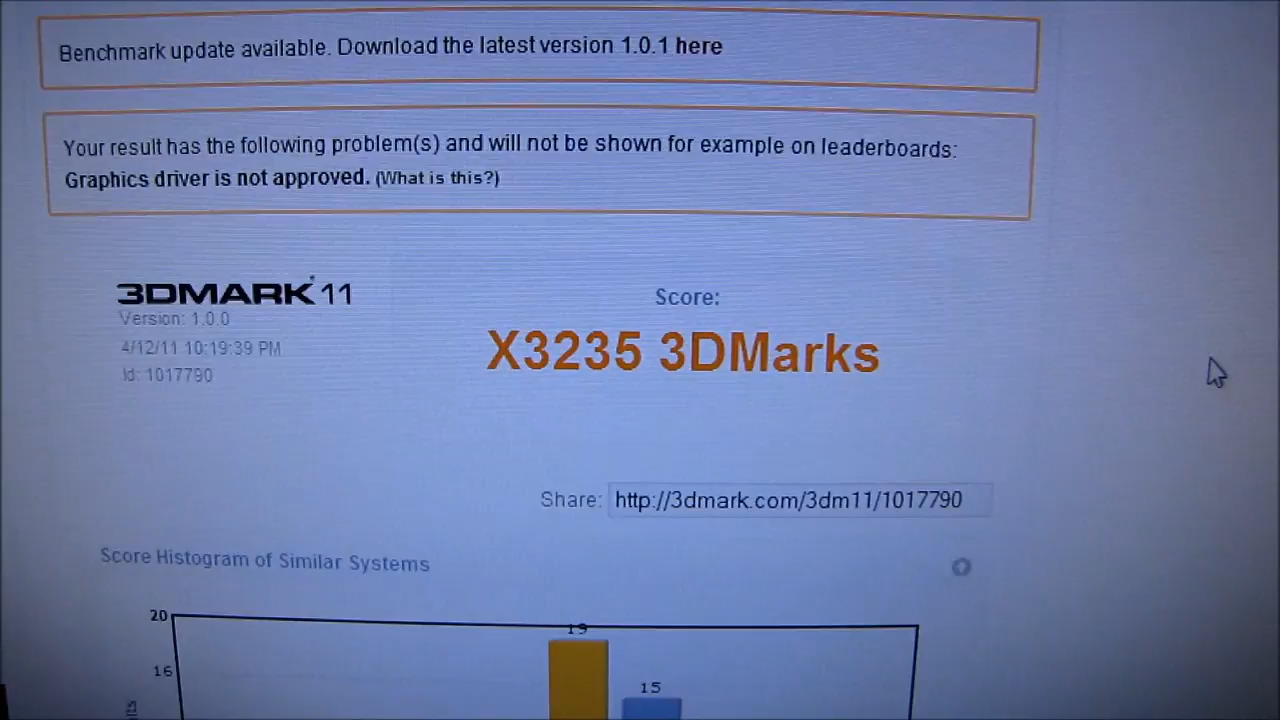 Benchmark update available. Download the latest version 1.0.1 here
Your result has the following problem(s) and will not be shown for example on leaderboards:
Graphics driver is not approved. (What is this?)
3DMARK 11
Version: 1.0.0
4/12/11 10:19:39 PM
Id: 1017790
Score:
X3235 3DMarks
Share: http://3dmark.com/3dm11/1017790
Score Histogram of Similar Systems
20
19
16
15